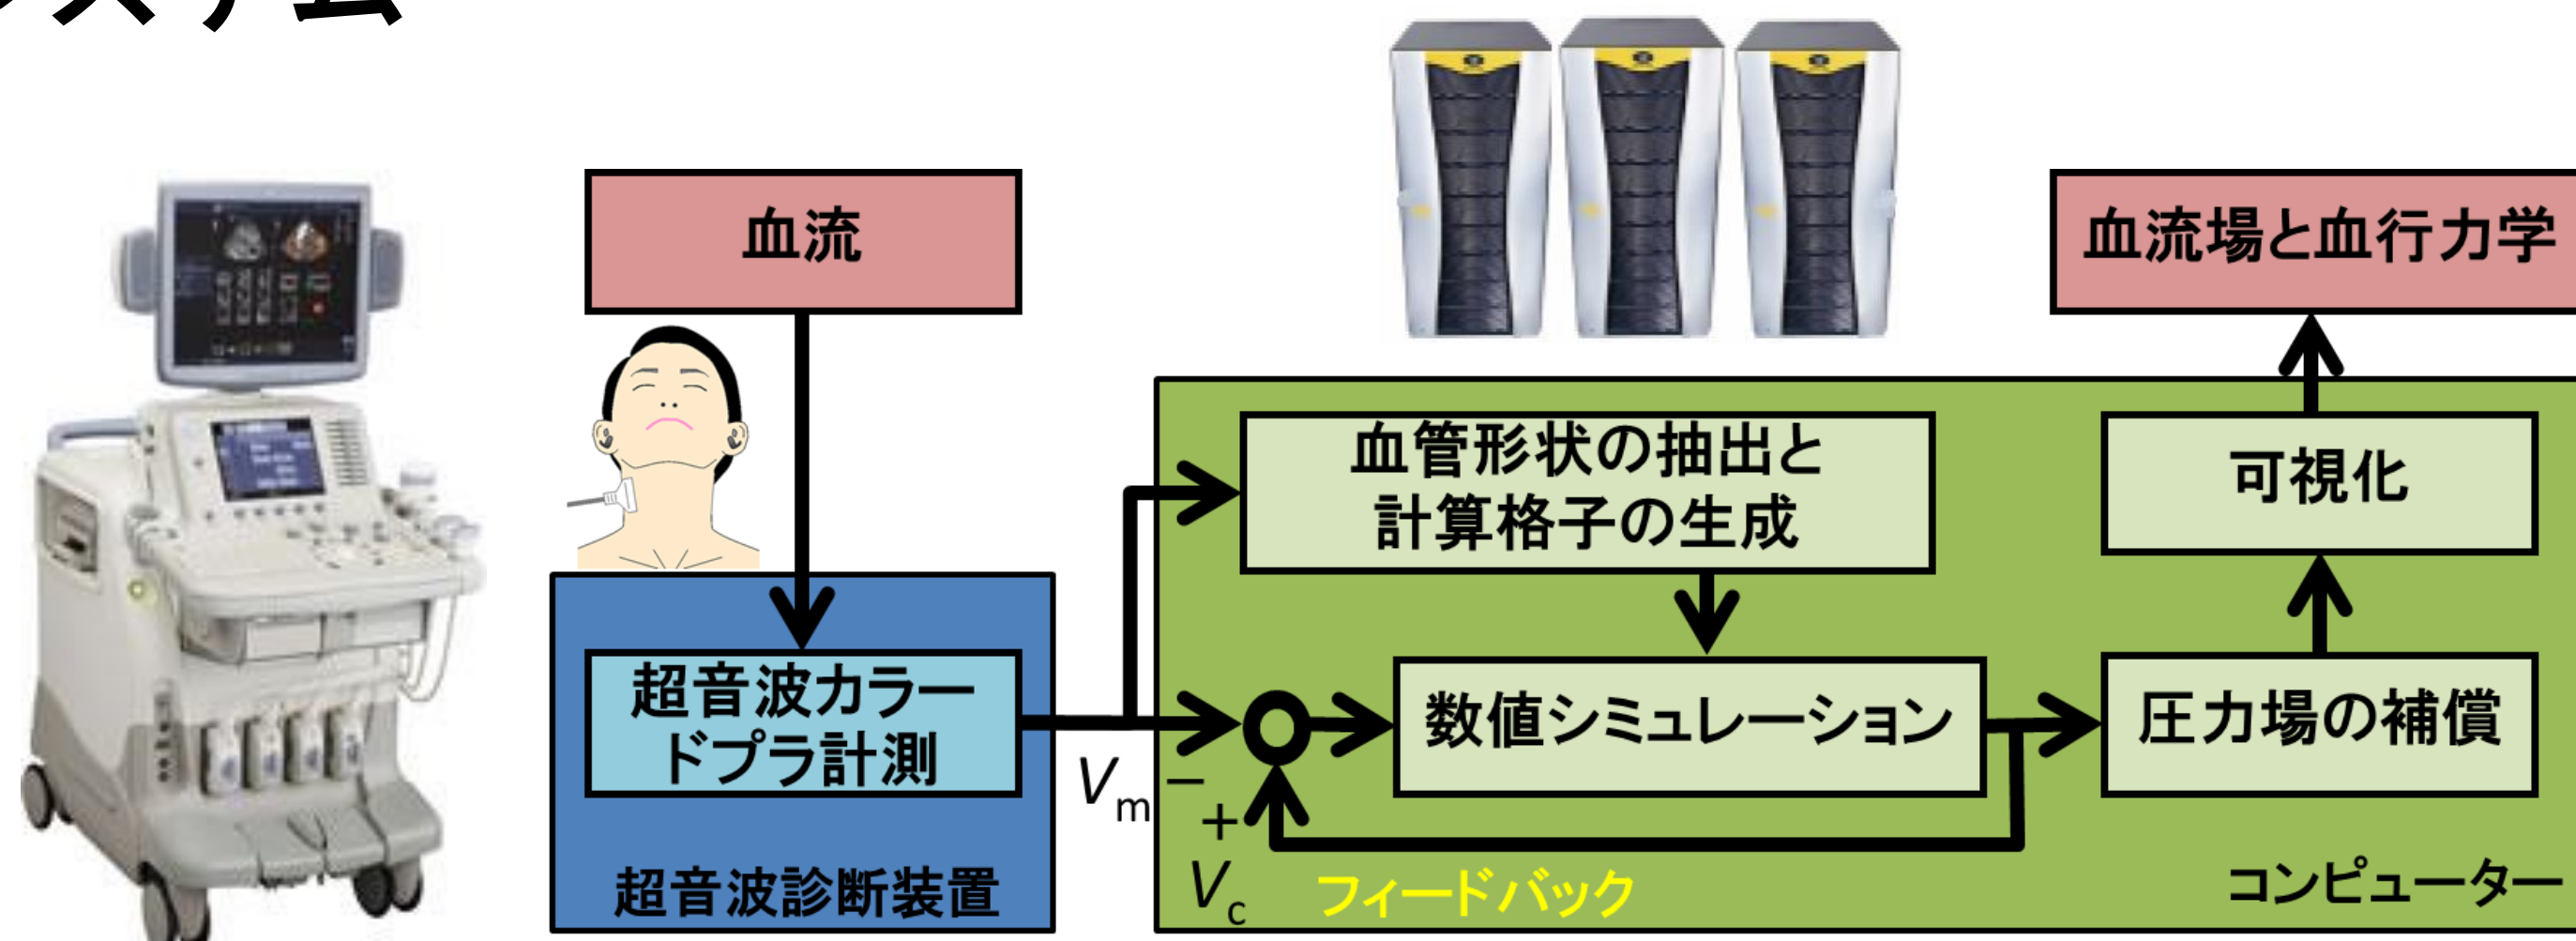 ステム
血流
血流場と血行力学
血管形状の抽出と
計算格子の生成
可視化
超音波カラー
ドプラ計測
数値シミュレーション
圧力場の補償
Vm
−
+
Vc
フィードバック
超音波診断装置
コンピューター